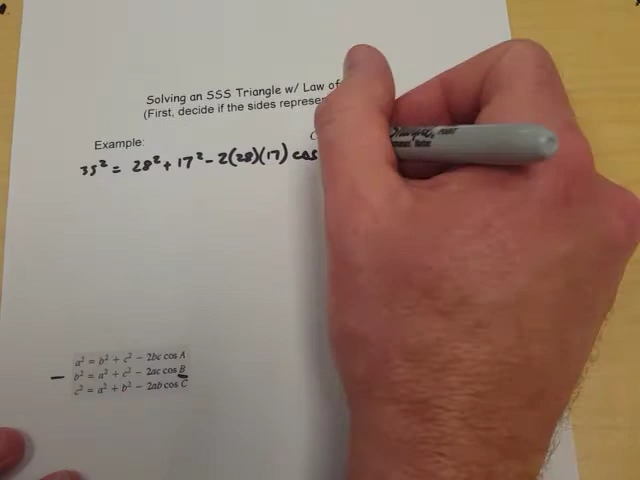 Solving an SSS Triangle w/ Law of
(First, decide if the sides
Example:
C
35² = 28² + 17² - 2(28)(17) cos
a² = b² + c² - 2bc cos A
b² = a² + c² - 2ac cos B
c² = a² + b² - 2ab cos C